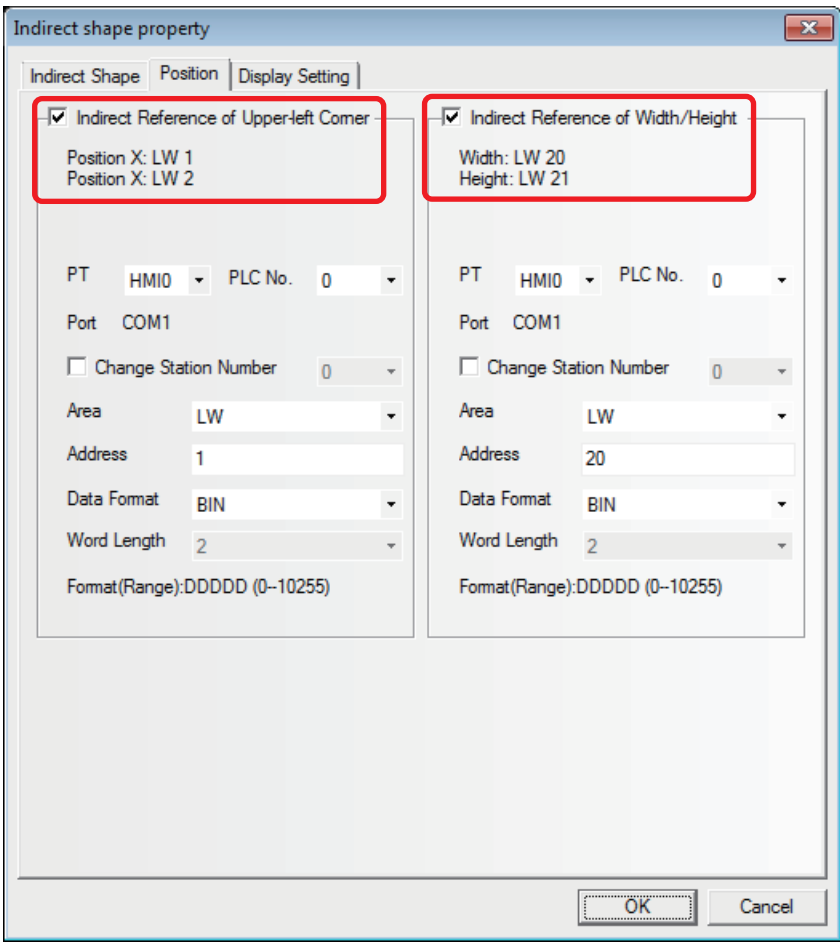 Indirect shape property
Indirect Shape Position Display Setting
Indirect Reference of Upper-left Corner
Position X: LW 1
Position X: LW 2
PT HMI0 PLC No. 0
Port COM1
Change Station Number 0
Area LW
Address 1
Data Format BIN
Word Length 2
Format(Range):DDDDD (0--10255)
Indirect Reference of Width/Height
Width: LW 20
Height: LW 21
PT HMI0 PLC No. 0
Port COM1
Change Station Number 0
Area LW
Address 20
Data Format BIN
Word Length 2
Format(Range):DDDDD (0--10255)
OK Cancel